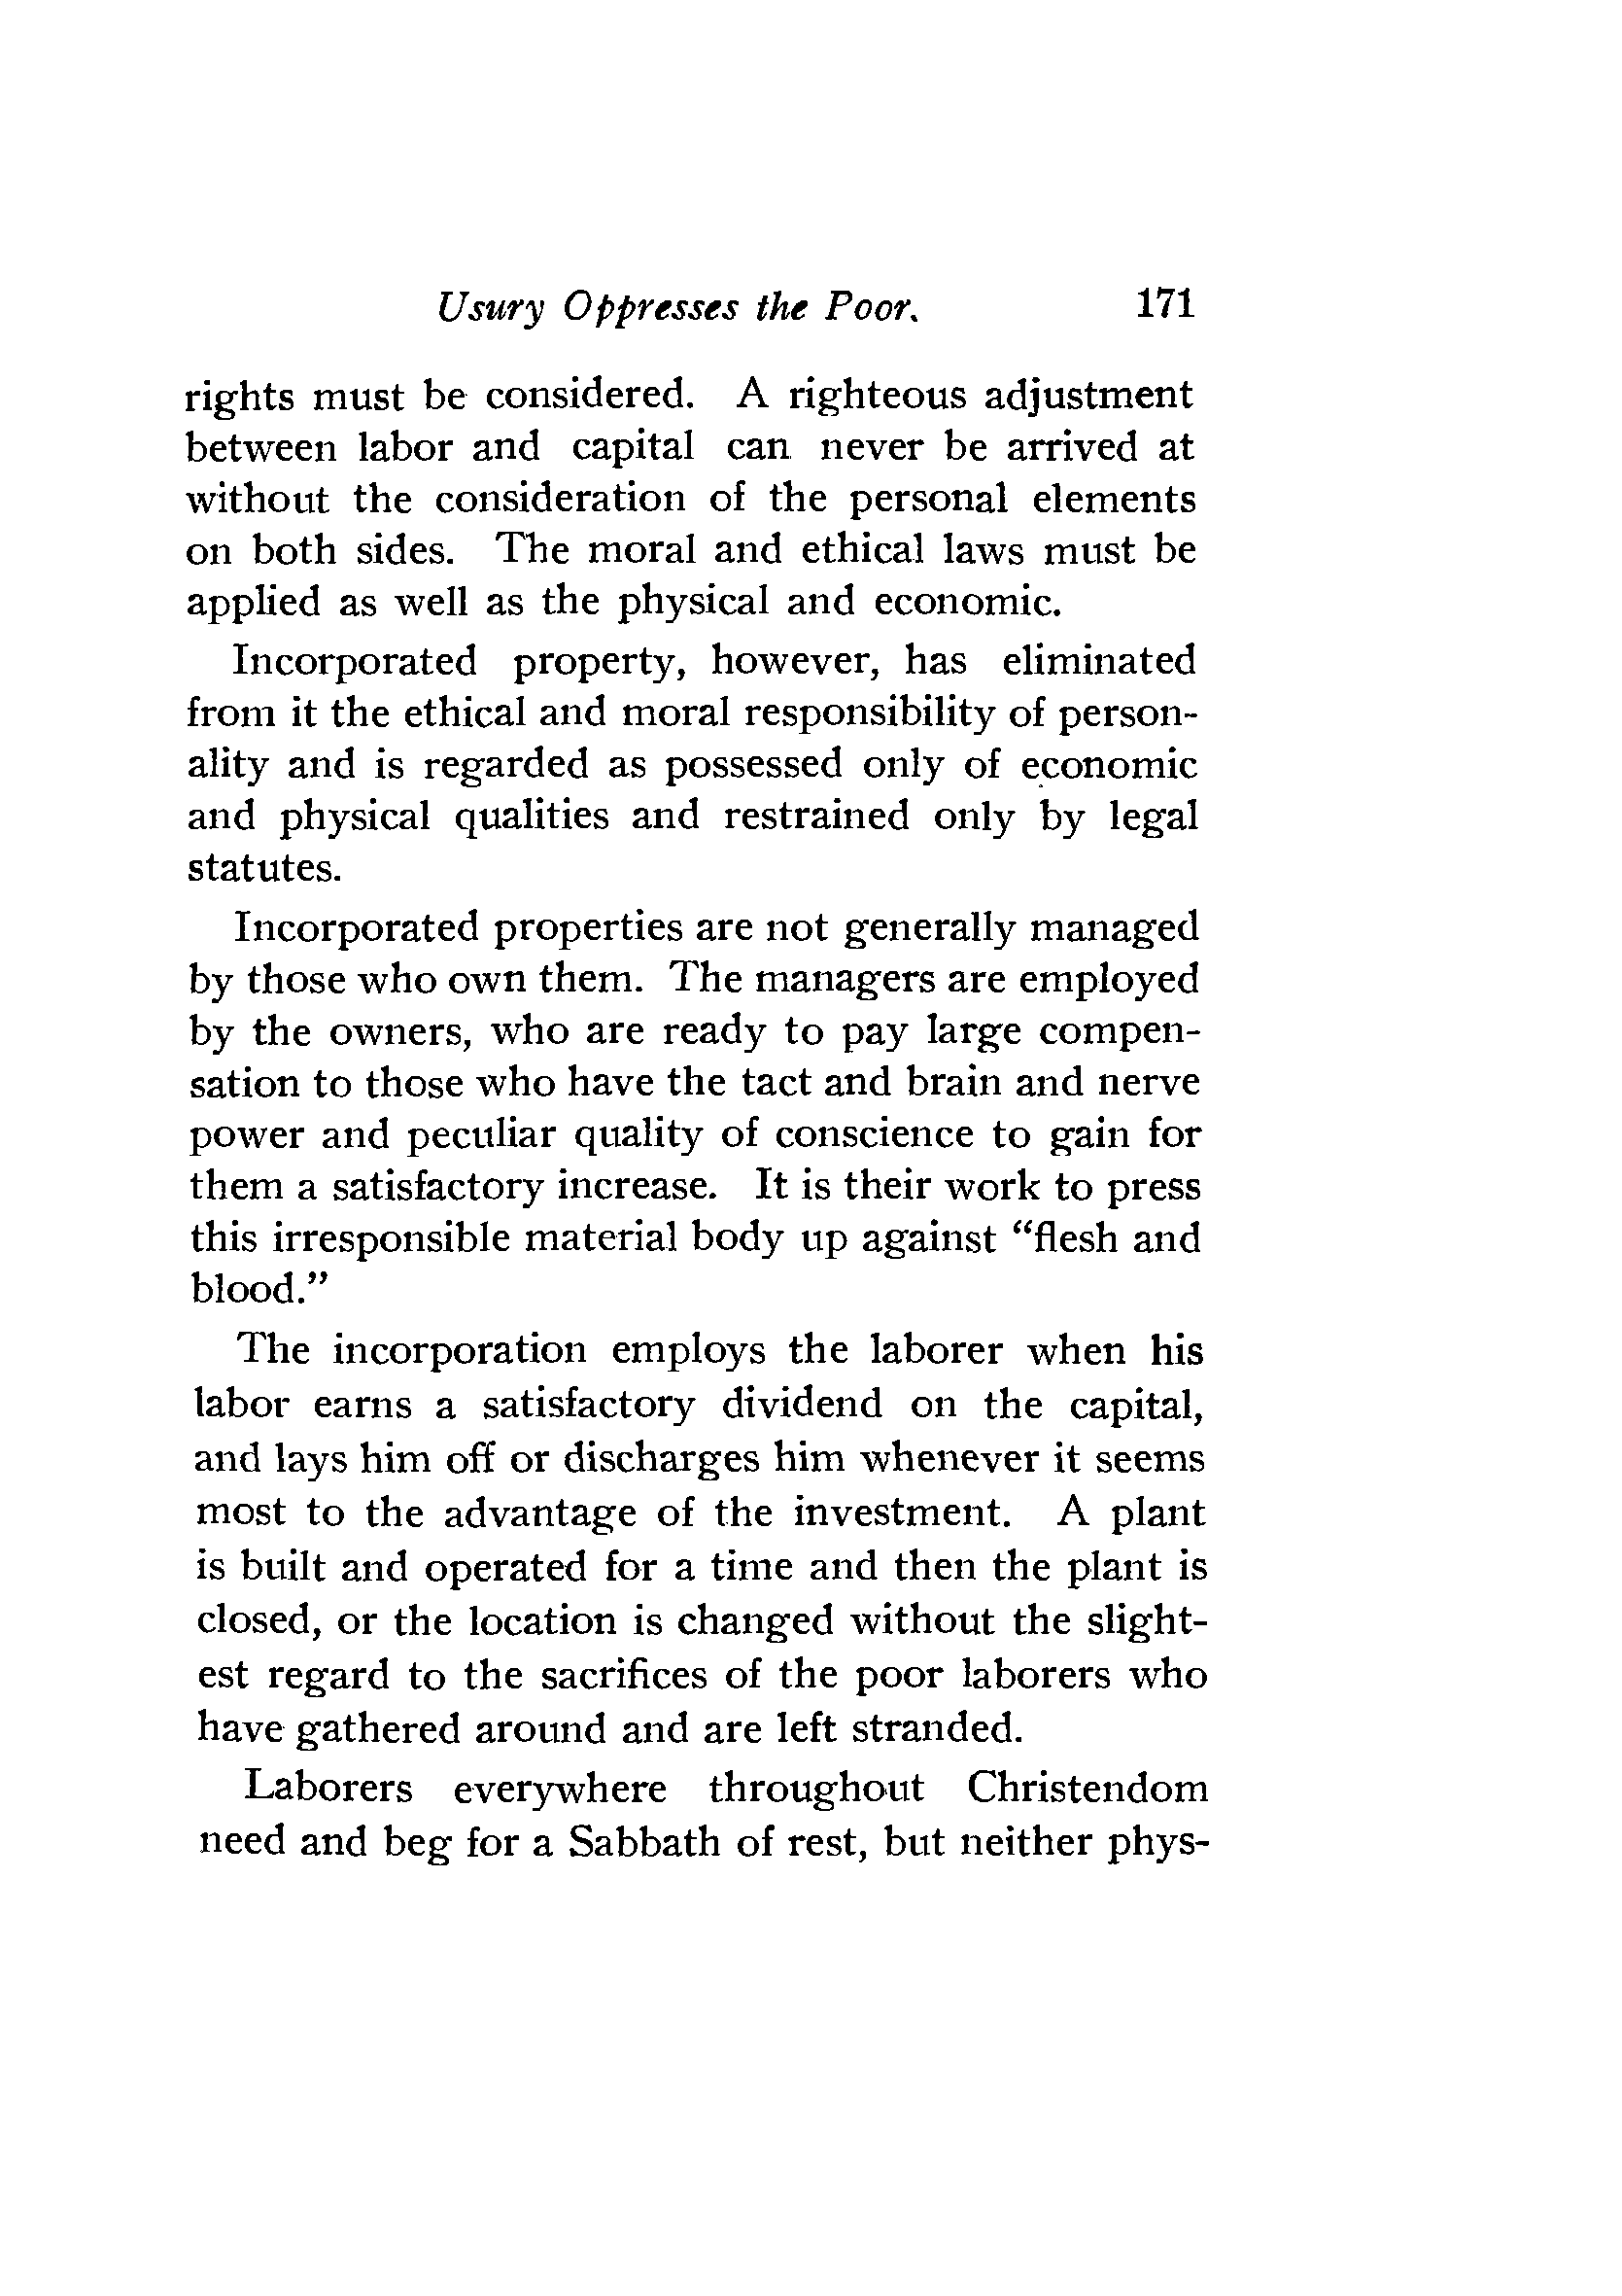 Usury Oppresses the Poor. 171
rights must be considered. A righteous adjustment
between labor and capital can never be arrived at
without the consideration of the personal elements
on both sides. The moral and ethical laws must be
applied as well as the physical and economic.
Incorporated property, however, has eliminated
from it the ethical and moral responsibility of person-
ality and is regarded as possessed only of economic
and physical qualities and restrained only by legal
statutes.
Incorporated properties are not generally managed
by those who own them. The managers are employed
by the owners, who are ready to pay large compen-
sation to those who have the tact and brain and nerve
power and peculiar quality of conscience to gain for
them a satisfactory increase. It is their work to press
this irresponsible material body up against “flesh and
blood.”
The incorporation employs the laborer when his
labor earns a satisfactory dividend on the capital,
and lays him off or discharges him whenever it seems
most to the advantage of the investment. A plant
is built and operated for a time and then the plant is
closed, or the location is changed without the slight-
est regard to the sacrifices of the poor laborers who
have gathered around and are left stranded.
Laborers everywhere throughout Christendom
need and beg for a Sabbath of rest, but neither phys-